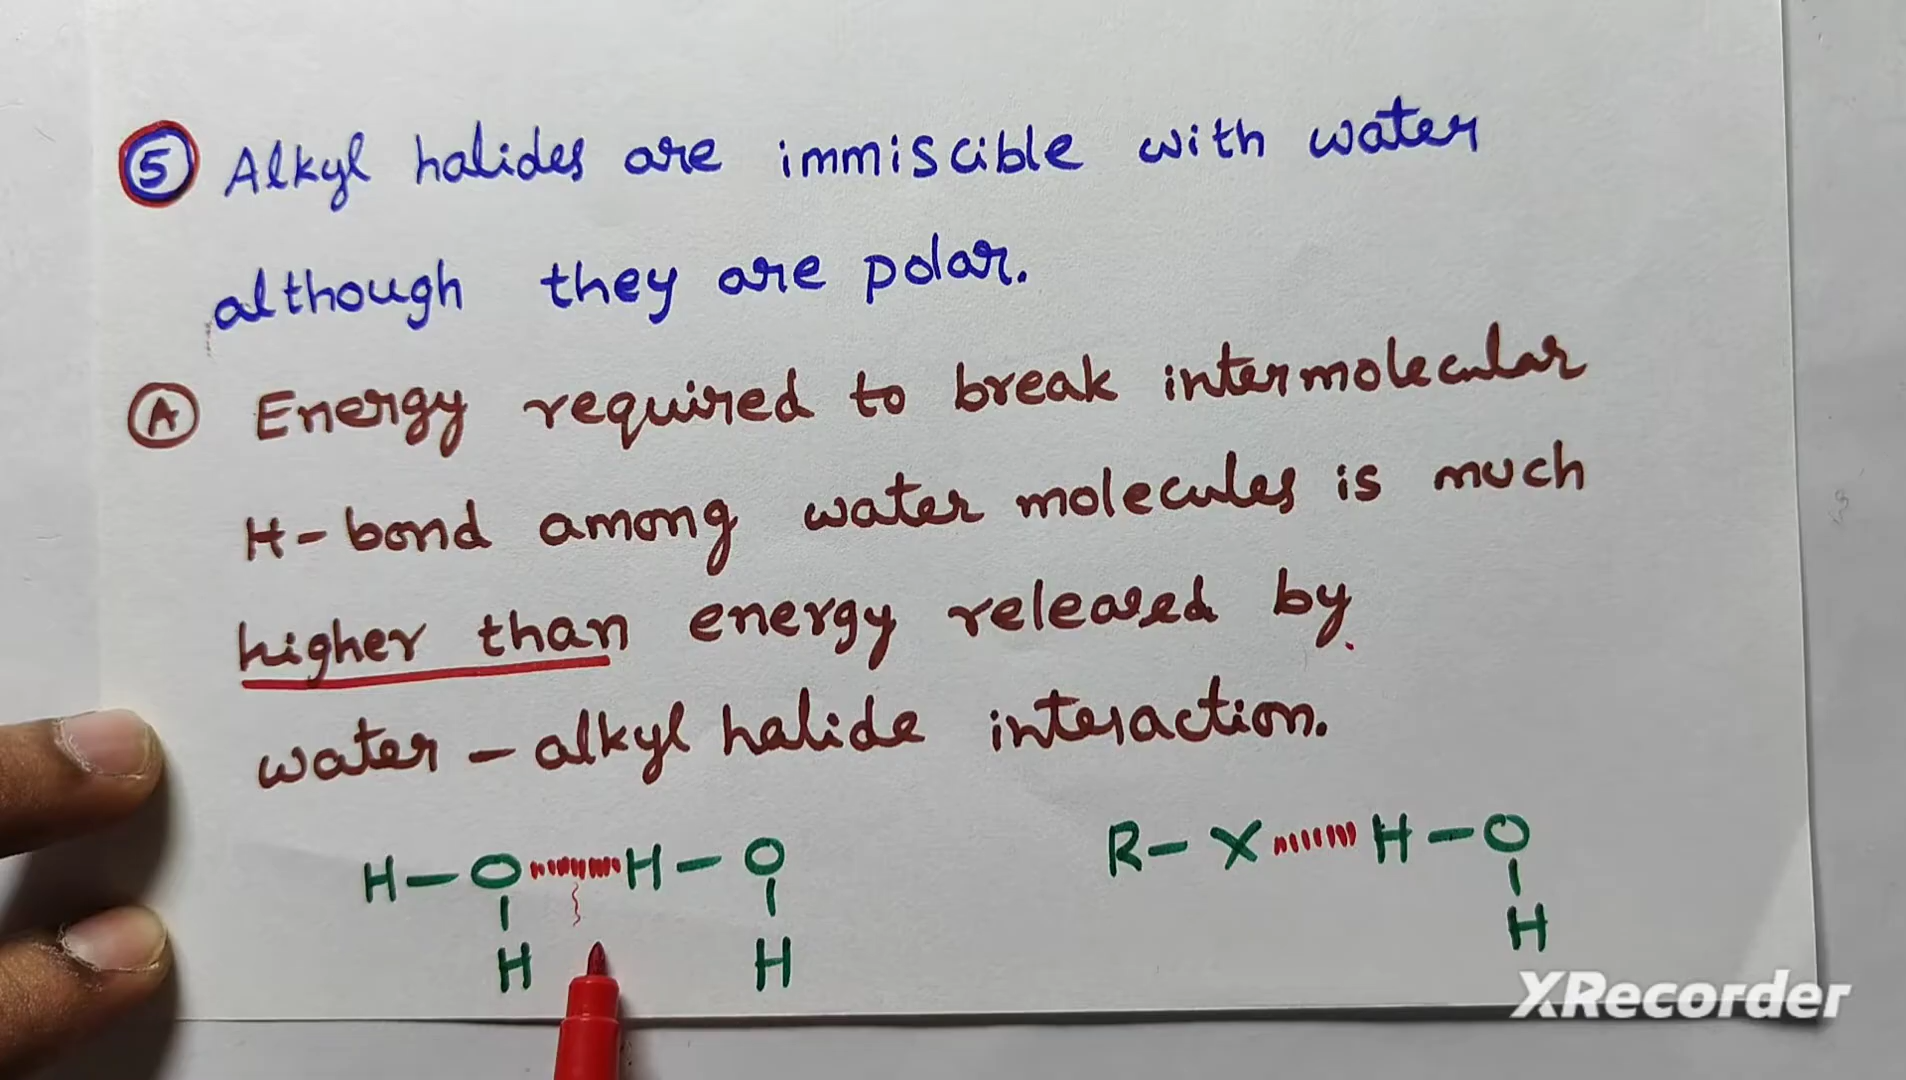 5 Alkyl halides are immiscible with water
although they are polar.
A Energy required to break intermolecular
H-bond among water molecules is much
higher than energy released by
water - alkyl halide interaction.
H-O H-O
H H
R-X H-O
H
XRecorder